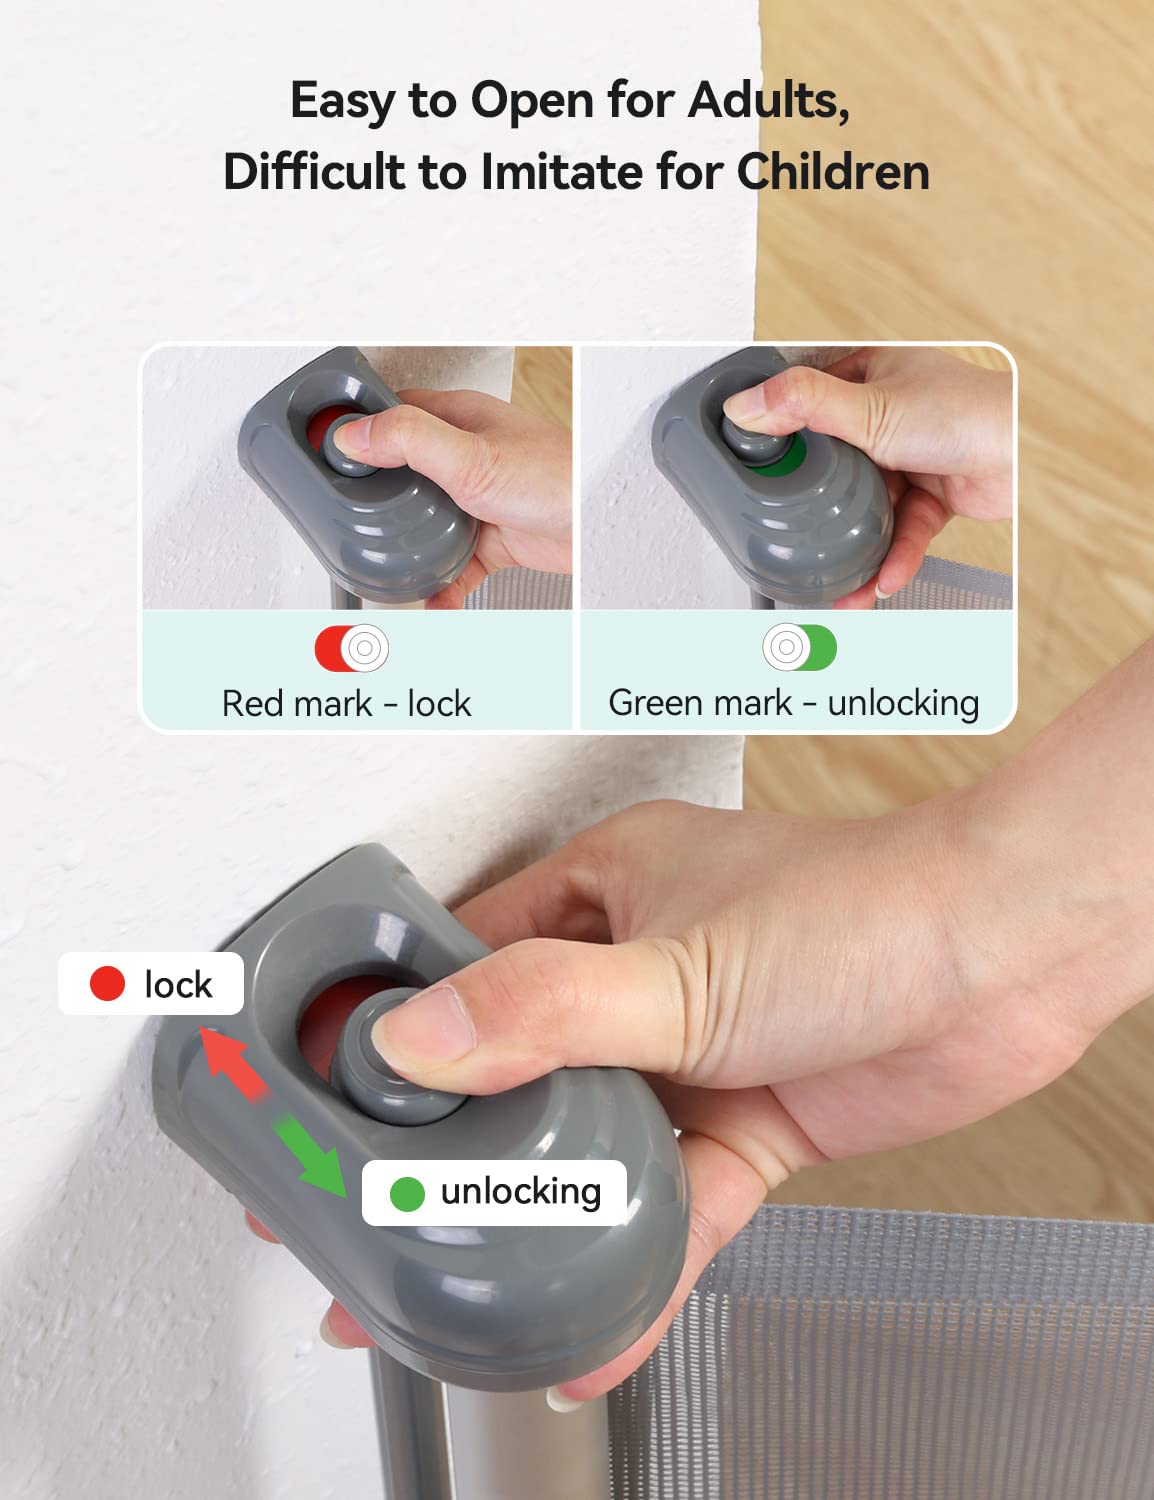 Easy to Open for Adults,
Difficult to Imitate for Children
Red mark - lock
Green mark - unlocking
lock
unlocking